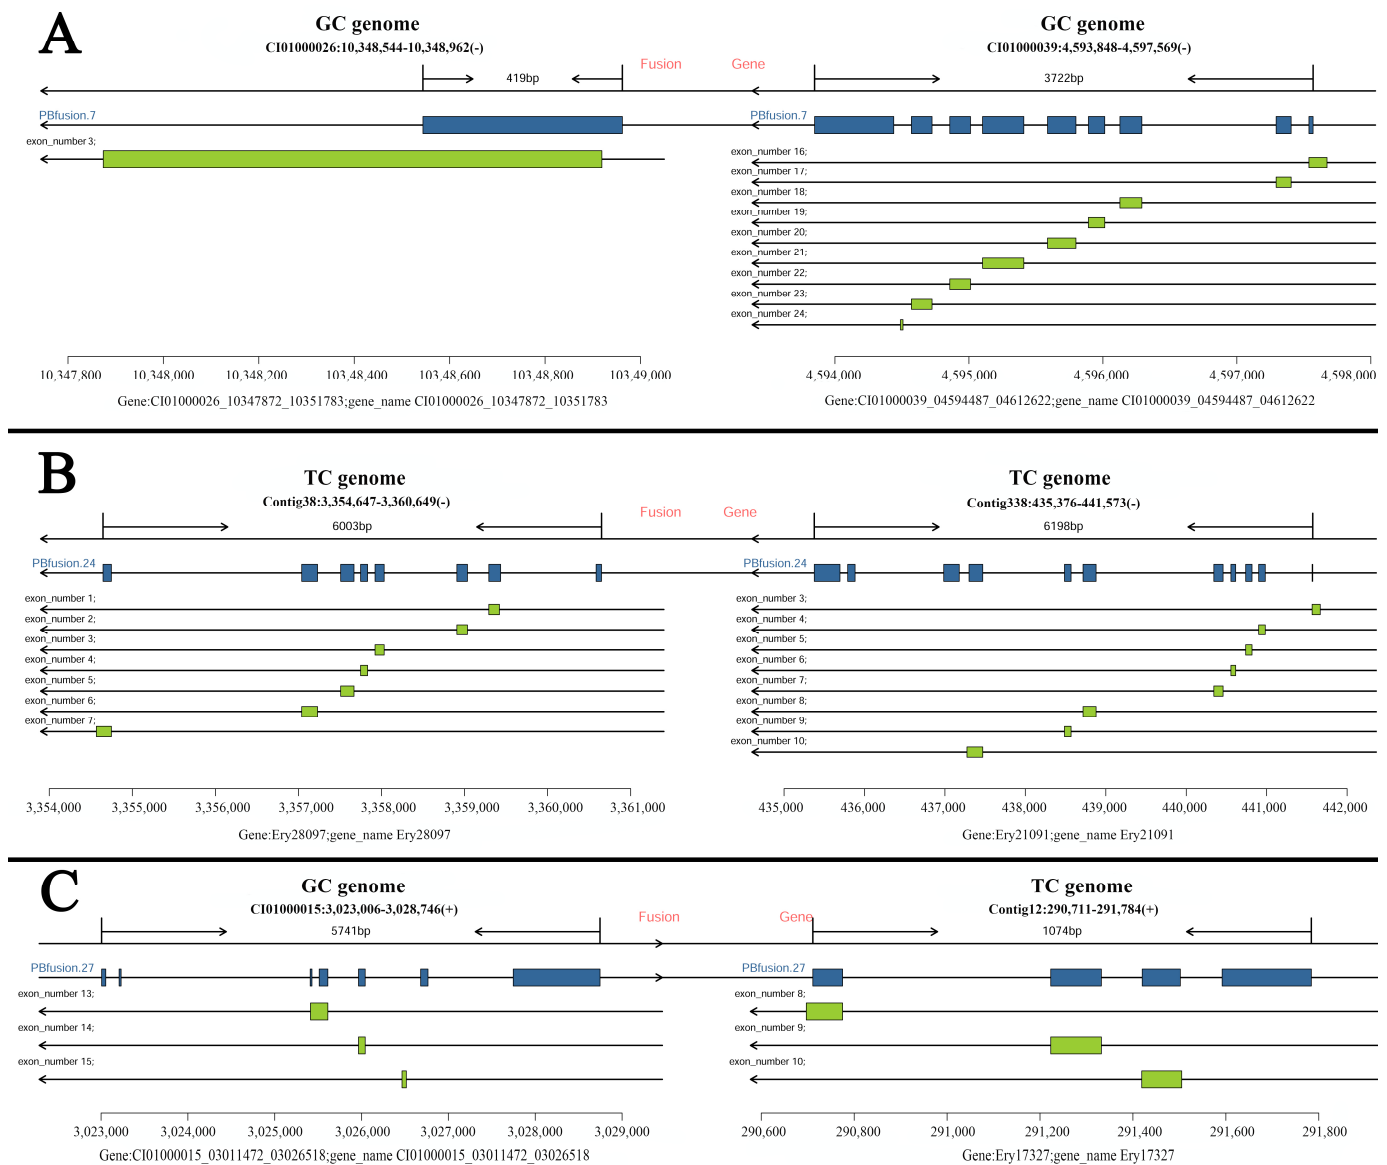 A
GC genome
CI01000026:10,348,544-10,348,962(-)
419bp
Fusion Gene
GC genome
CI01000039:4,593,848-4,597,569(-)
3722bp
PBfusion.7
exon_number 3;
PBfusion.7
exon_number 16;
exon_number 17;
exon_number 18;
exon_number 19;
exon_number 20;
exon_number 21;
exon_number 22;
exon_number 23;
exon_number 24;
10,347,800 10,348,000 10,348,200 103,48,400 103,48,600 103,48,800 103,49,000
Gene:CI01000026_10347872_10351783;gene_name CI01000026_10347872_10351783
4,594,000 4,595,000 4,596,000 4,597,000 4,598,000
Gene:CI01000039_04594487_04612622;gene_name CI01000039_04594487_04612622
B
TC genome
Contig38:3,354,647-3,360,649(-)
6003bp
Fusion Gene
TC genome
Contig338:435,376-441,573(-)
6198bp
PBfusion.24
exon_number 1;
exon_number 2;
exon_number 3;
exon_number 4;
exon_number 5;
exon_number 6;
exon_number 7;
PBfusion.24
exon_number 3;
exon_number 4;
exon_number 5;
exon_number 6;
exon_number 7;
exon_number 8;
exon_number 9;
exon_number 10;
3,354,000 3,355,000 3,356,000 3,357,000 3,358,000 3,359,000 3,360,000 3,361,000
Gene:Ery28097;gene_name Ery28097
435,000 436,000 437,000 438,000 439,000 440,000 441,000 442,000
Gene:Ery21091;gene_name Ery21091
C
GC genome
CI01000015:3,023,006-3,028,746(+)
5741bp
Fusion Gene
TC genome
Contig12:290,711-291,784(+)
1074bp
PBfusion.27
exon_number 13;
exon_number 14;
exon_number 15;
PBfusion.27
exon_number 8;
exon_number 9;
exon_number 10;
3,023,000 3,024,000 3,025,000 3,026,000 3,027,000 3,028,000 3,029,000
Gene:CI01000015_03011472_03026518;gene_name CI01000015_03011472_03026518
290,600 290,800 291,000 291,200 291,400 291,600 291,800
Gene:Ery17327;gene_name Ery17327